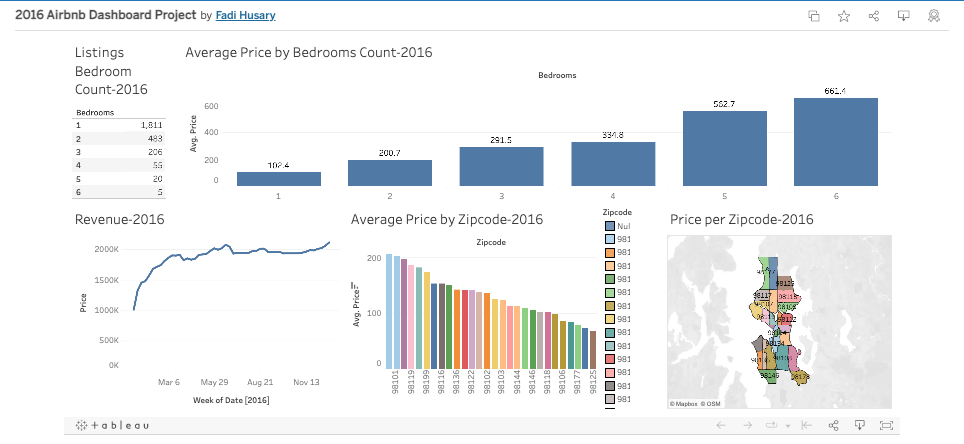 2016 Airbnb Dashboard Project by Fadi Husary
Listings
Bedroom
Count-2016
Bedrooms
1 1,811
2 483
3 206
4 55
5 20
6 5
Average Price by Bedrooms Count-2016
Bedrooms
Avg. Price
600
400
200
0
102.4
200.7
291.5
334.8
562.7
661.4
1 2 3 4 5 6
Revenue-2016
Price
2000K
1500K
1000K
500K
0K
Mar 6 May 29 Aug 21 Nov 13
Week of Date [2016]
Average Price by Zipcode-2016
Zipcode
Avg. Price
200
100
0
98101 98119 98199 98116 98136 98122 98102 98103 98144 98146 98118 98106 98177 98125
Zipcode
Nul
981
981
981
981
981
981
981
981
981
981
981
981
981
Price per Zipcode-2016
98117
98146
98178
© Mapbox © OSM
+ableau